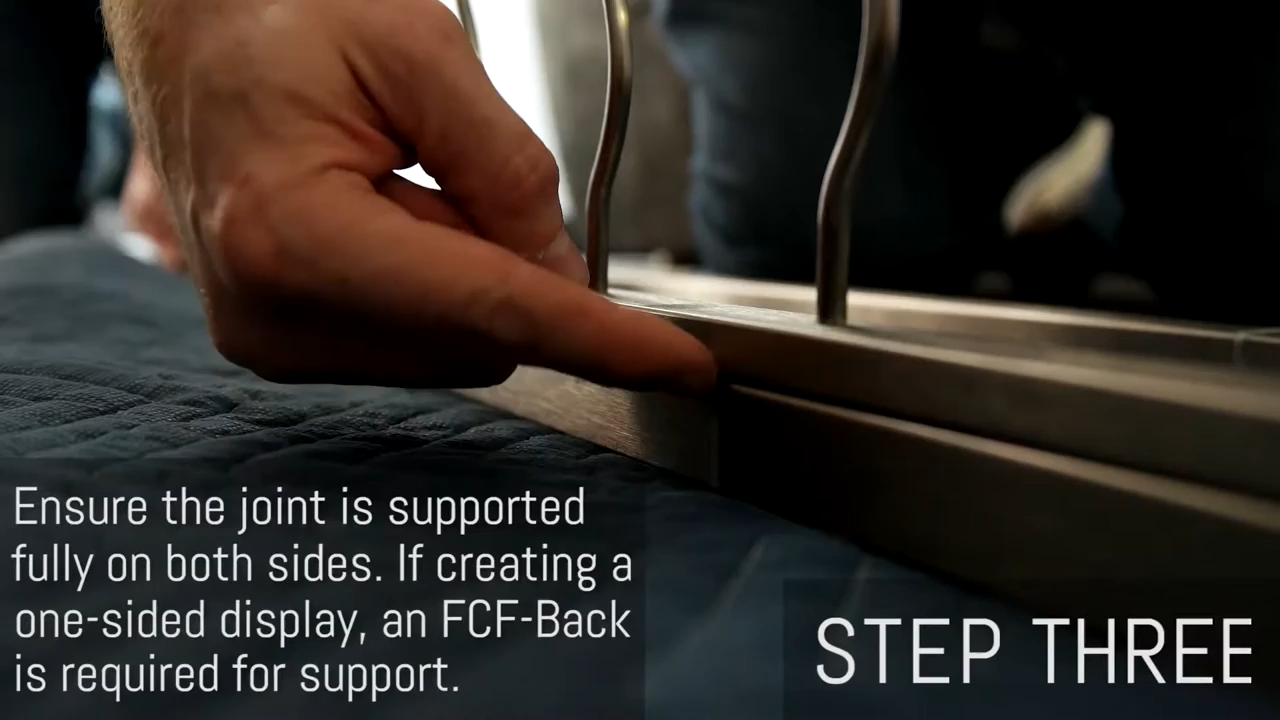 Ensure the joint is supported
fully on both sides. If creating a
one-sided display, an FCF-Back
is required for support.
STEP THREE